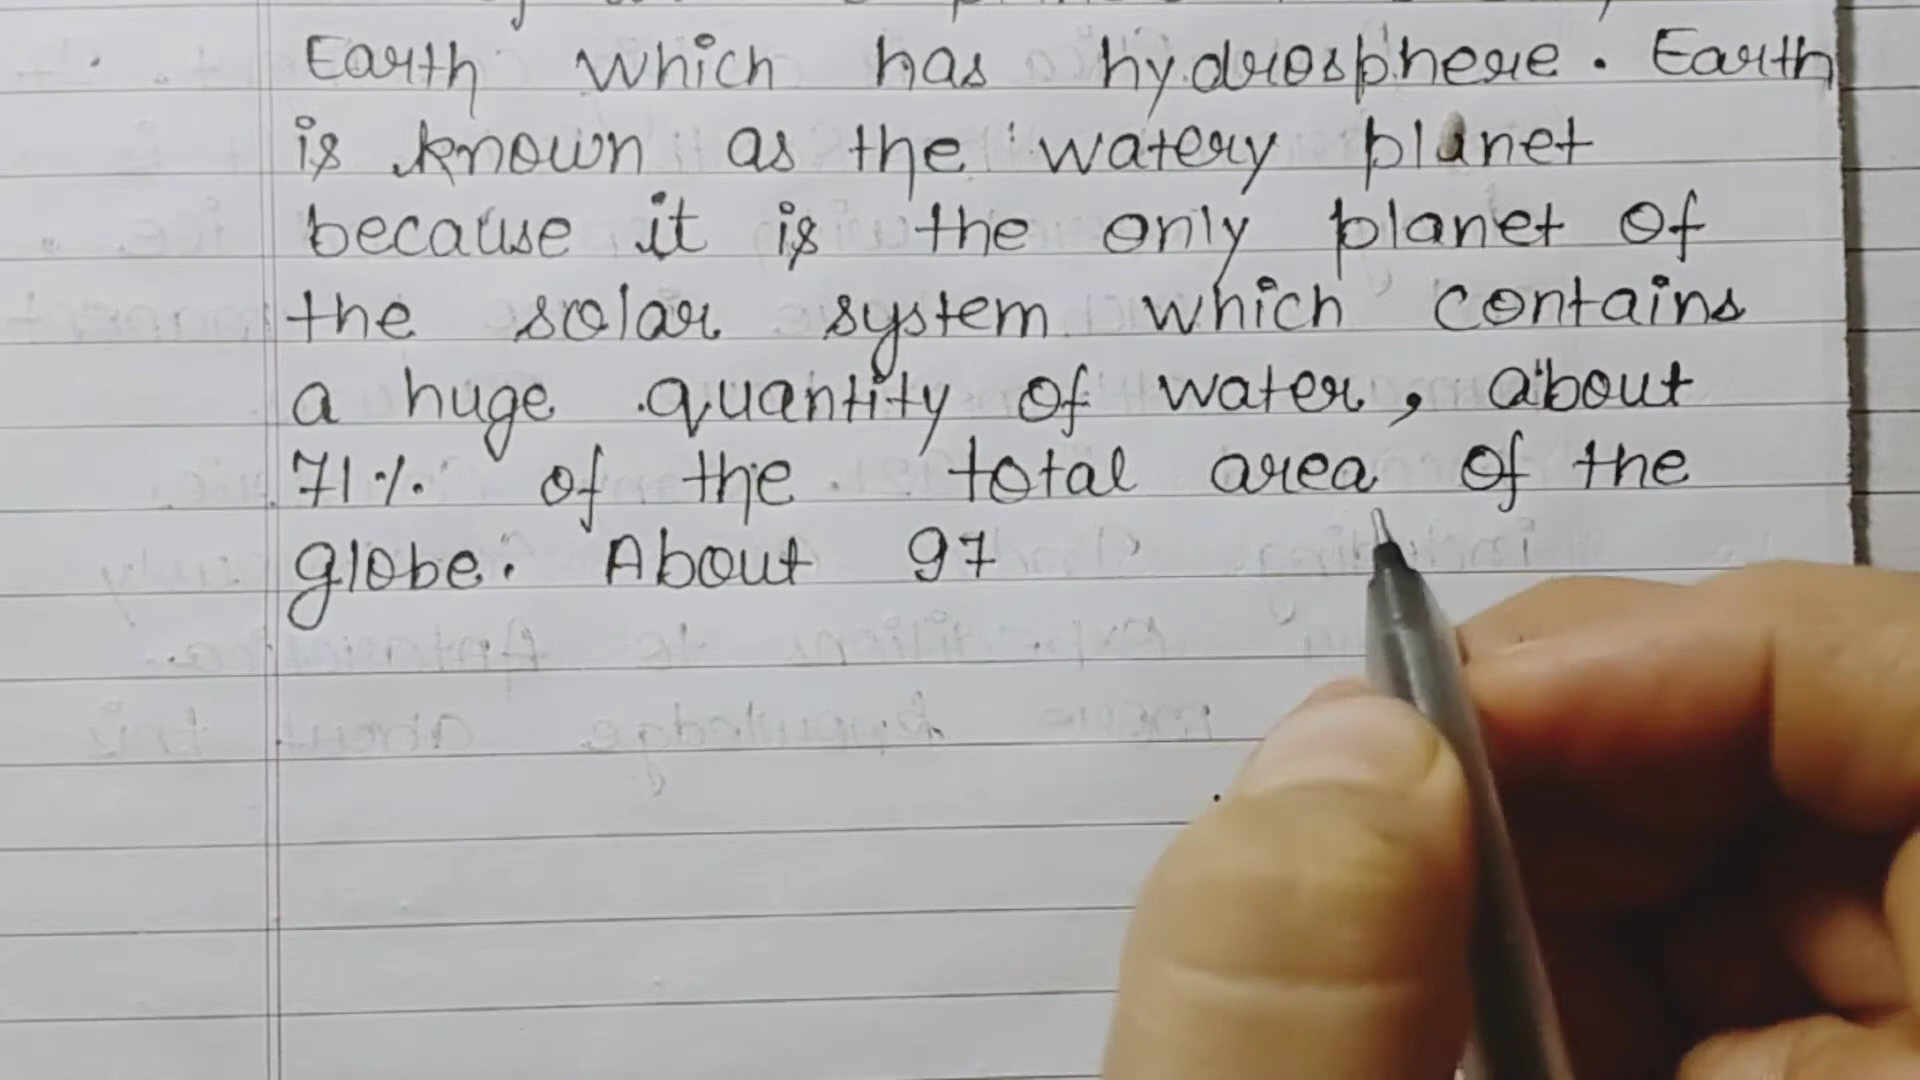 Earth which has hydrosphere. Earth
is known as the watery planet
because it is the only planet of
the solar system which contains
a huge quantity of water, about
71% of the total area of the
globe. About 97